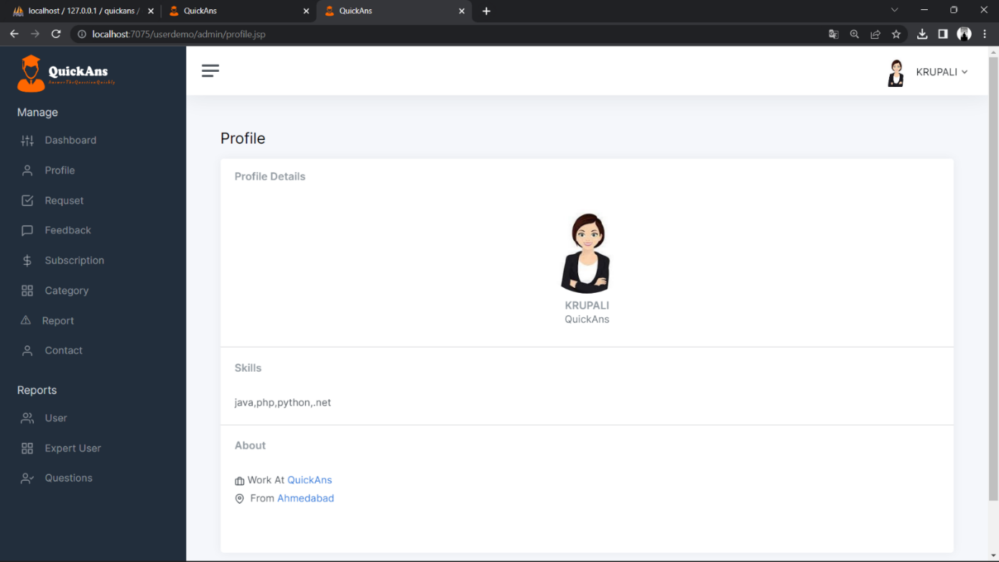 localhost / 127.0.0.1 / quickans /
QuickAns
QuickAns
localhost:7075/userdemo/admin/profile.jsp
QuickAns
AnswerTheQuestionQuickly
KRUPALI
Manage
Dashboard
Profile
Requset
Feedback
Subscription
Category
Report
Contact
Reports
User
Expert User
Questions
Profile
Profile Details
KRUPALI
QuickAns
Skills
java,php,python,.net
About
Work At QuickAns
From Ahmedabad